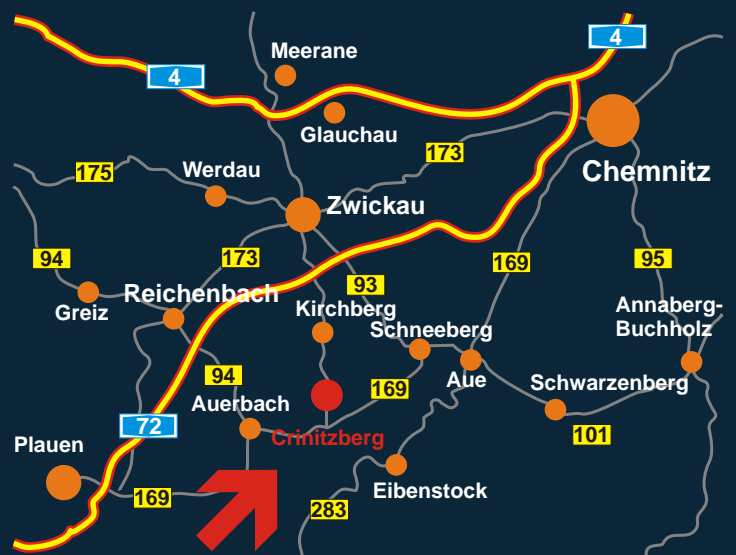 4
4
Meerane
Glauchau
173
175
Werdau
Chemnitz
Zwickau
94
173
169
95
93
Greiz
Reichenbach
Kirchberg
Annaberg-
Buchholz
Schneeberg
94
169
Aue
Schwarzenberg
Auerbach
72
Crinitzberg
101
Plauen
Eibenstock
169
283